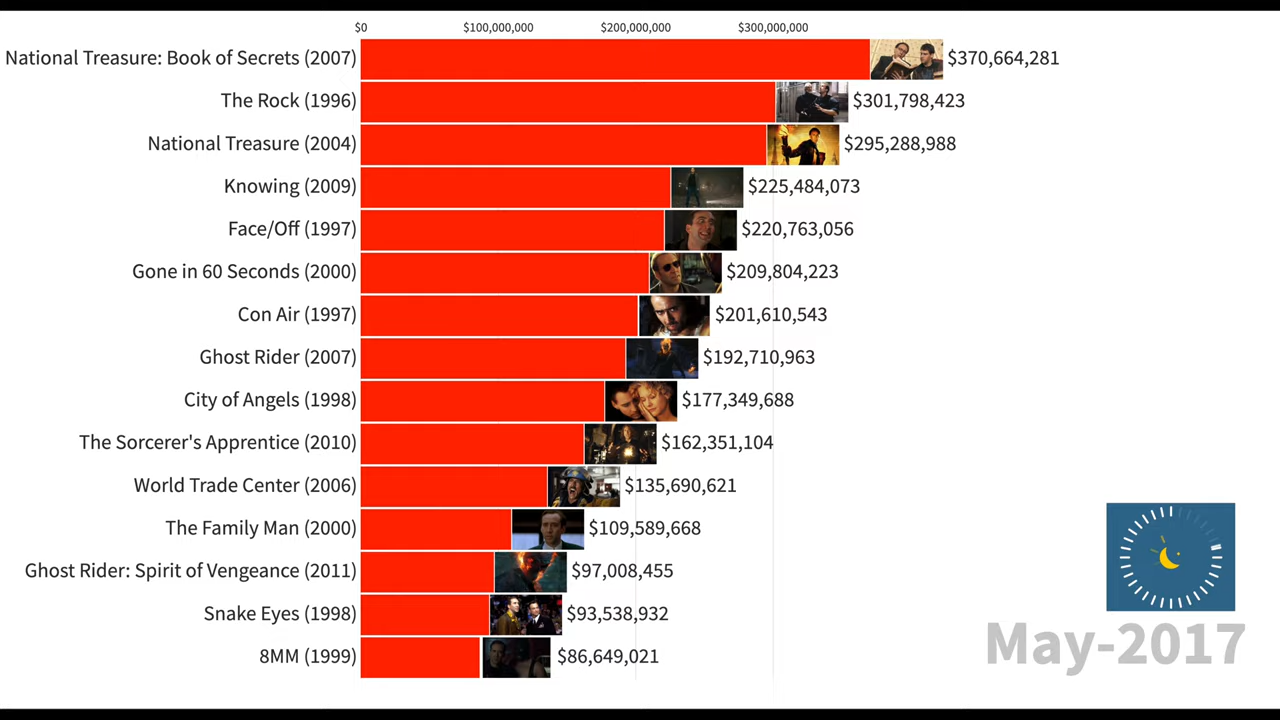 $0 $100,000,000 $200,000,000 $300,000,000
National Treasure: Book of Secrets (2007) $370,664,281
The Rock (1996) $301,798,423
National Treasure (2004) $295,288,988
Knowing (2009) $225,484,073
Face/Off (1997) $220,763,056
Gone in 60 Seconds (2000) $209,804,223
Con Air (1997) $201,610,543
Ghost Rider (2007) $192,710,963
City of Angels (1998) $177,349,688
The Sorcerer's Apprentice (2010) $162,351,104
World Trade Center (2006) $135,690,621
The Family Man (2000) $109,589,668
Ghost Rider: Spirit of Vengeance (2011) $97,008,455
Snake Eyes (1998) $93,538,932
8MM (1999) $86,649,021
May-2017